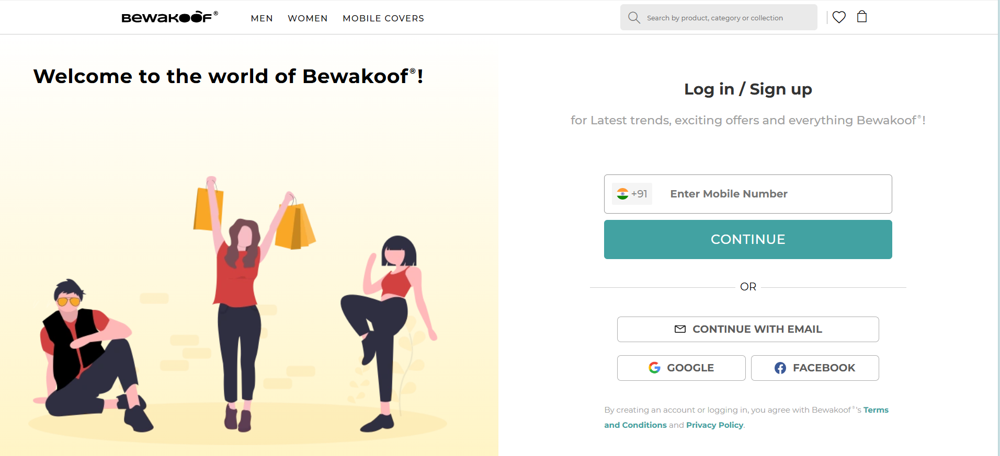 BEWAKOOF®
MEN
WOMEN
MOBILE COVERS
Search by product, category or collection
Welcome to the world of Bewakoof®!
Log in / Sign up
for Latest trends, exciting offers and everything Bewakoof®!
+91
Enter Mobile Number
CONTINUE
OR
CONTINUE WITH EMAIL
GOOGLE
FACEBOOK
By creating an account or logging in, you agree with Bewakoof®'s Terms
and Conditions and Privacy Policy.